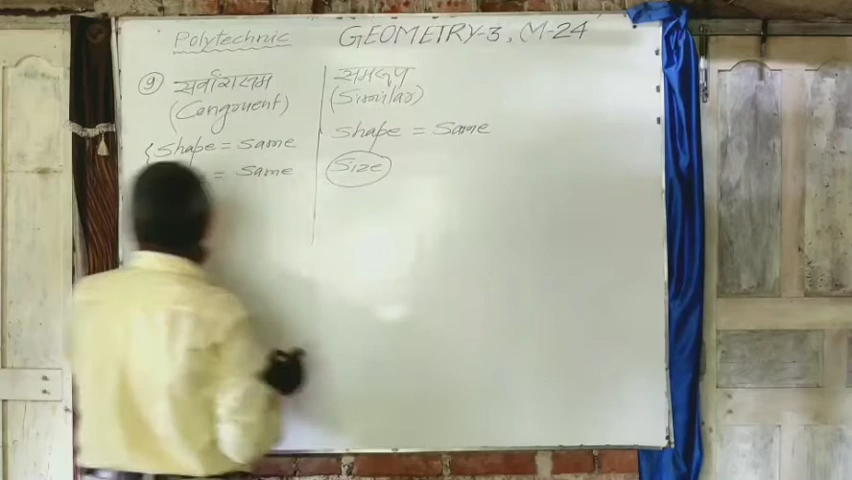 Polytechnic GEOMETRY-3, M-24
9 सर्वांगसम
(Congruent)
Shape = Same
= Same
समरूप
(Similar)
Shape = Same
Size